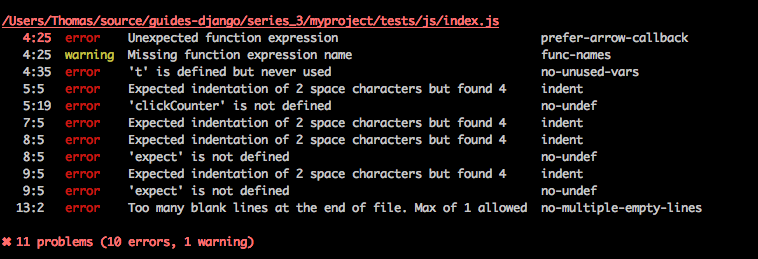 /Users/Thomas/source/guides-django/series_3/myproject/tests/js/index.js
4:25 error Unexpected function expression prefer-arrow-callback
4:25 warning Missing function expression name func-names
4:35 error 't' is defined but never used no-unused-vars
5:5 error Expected indentation of 2 space characters but found 4 indent
5:19 error 'clickCounter' is not defined no-undef
7:5 error Expected indentation of 2 space characters but found 4 indent
8:5 error Expected indentation of 2 space characters but found 4 indent
8:5 error 'expect' is not defined no-undef
9:5 error Expected indentation of 2 space characters but found 4 indent
9:5 error 'expect' is not defined no-undef
13:2 error Too many blank lines at the end of file. Max of 1 allowed no-multiple-empty-lines
✖ 11 problems (10 errors, 1 warning)